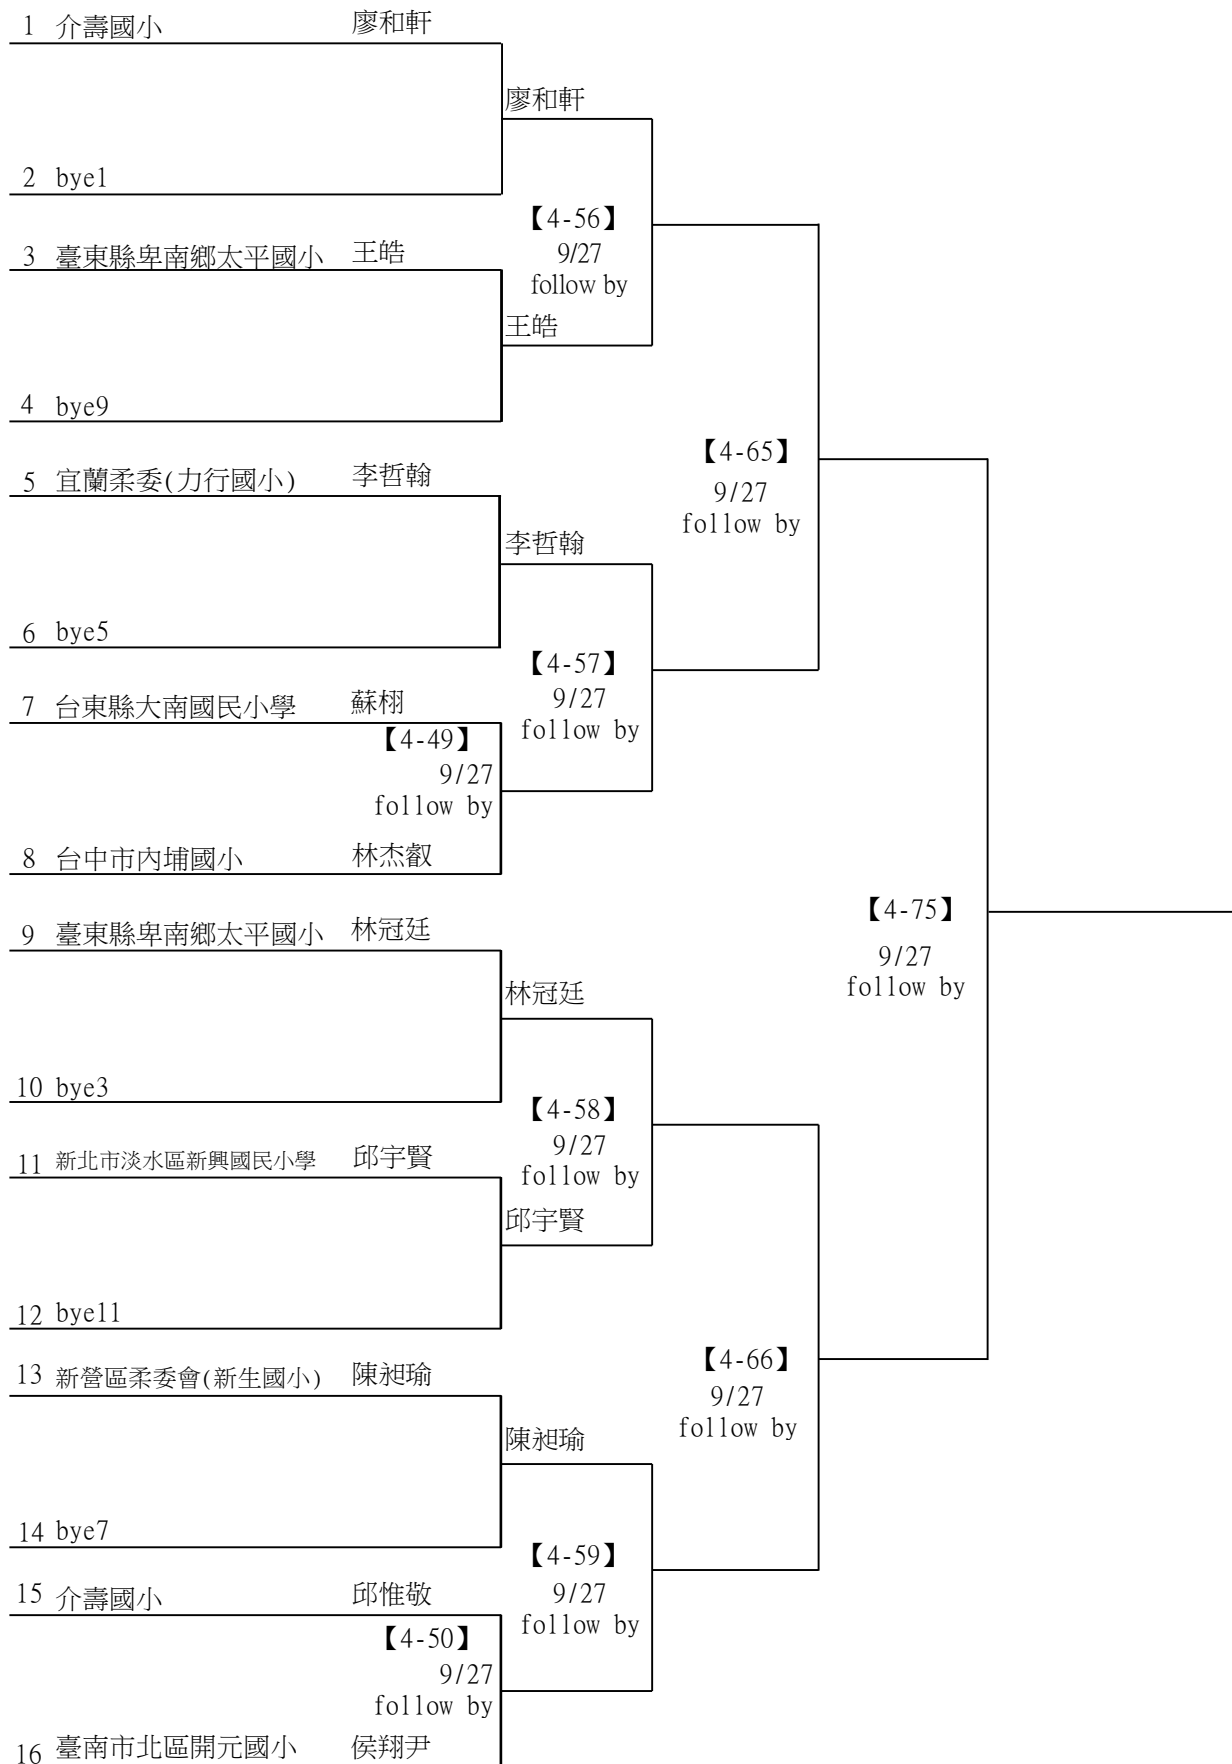 1 介壽國小 廖和軒
廖和軒
2 bye1
【4-56】
9/27
follow by
3 臺東縣卑南鄉太平國小 王皓
王皓
4 bye9
【4-65】
9/27
follow by
5 宜蘭柔委(力行國小) 李哲翰
李哲翰
6 bye5
【4-57】
9/27
follow by
7 台東縣大南國民小學 蘇栩
【4-49】
9/27
follow by
8 台中市內埔國小 林杰叡
【4-75】
9/27
follow by
9 臺東縣卑南鄉太平國小 林冠廷
林冠廷
10 bye3
【4-58】
9/27
follow by
11 新北市淡水區新興國民小學 邱宇賢
邱宇賢
12 bye11
【4-66】
9/27
follow by
13 新營區柔委會(新生國小) 陳昶瑜
陳昶瑜
14 bye7
【4-59】
9/27
follow by
15 介壽國小 邱惟敬
【4-50】
9/27
follow by
16 臺南市北區開元國小 侯翔尹